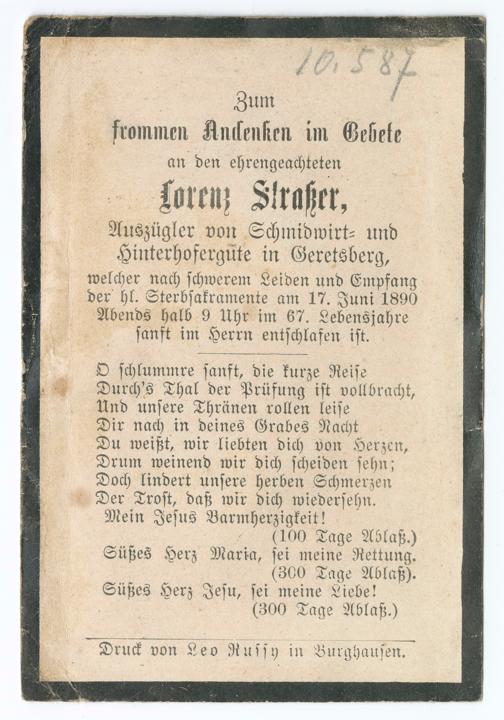 10.587
Zum
frommen Andenken im Gebete
an den ehrengeachteten
Lorenz Straßer,
Auszügler von Schmidwirt- und
Hinterhofergute in Geretsberg,
welcher nach schwerem Leiden und Empfang
der hl. Sterbsakramente am 17. Juni 1890
Abends halb 9 Uhr im 67. Lebensjahre
sanft im Herrn entschlafen ist.
O schlummre sanft, die kurze Reise
Durch's Thal der Prüfung ist vollbracht,
Und unsere Thränen rollen leise
Dir nach in deines Grabes Nacht
Du weißt, wir liebten dich von Herzen,
Drum weinend wir dich scheiden sehn;
Doch lindert unsere herben Schmerzen
Der Trost, daß wir dich wiedersehn.
Mein Jesus Barmherzigkeit!
(100 Tage Ablaß.)
Süßes Herz Maria, sei meine Rettung.
(300 Tage Ablaß).
Süßes Herz Jesu, sei meine Liebe!
(300 Tage Ablaß.)
Druck von Leo Russy in Burghausen.